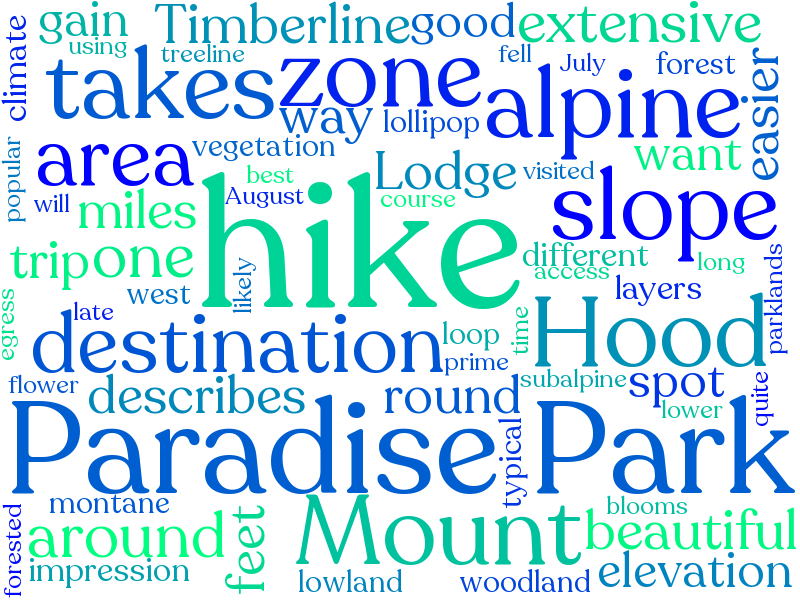 climate
gain
Timberline
good
extensive
using
treeline
fell
July
forest
takes
zone
alpine
easier
way
lollipop
popular
area
vegetation
want
Lodge
visited
best
August
course
will
miles
hike
slope
trip
one
different
access
long
parklands
west
likely
layers
egress
late
destination
loop
time
Hood
prime
flower
describes
round
subalpine
spot
lower
quite
Paradise Park
typical
montane
blooms
forested
around
feet
Mount
beautiful
impression
lowland
woodland
elevation